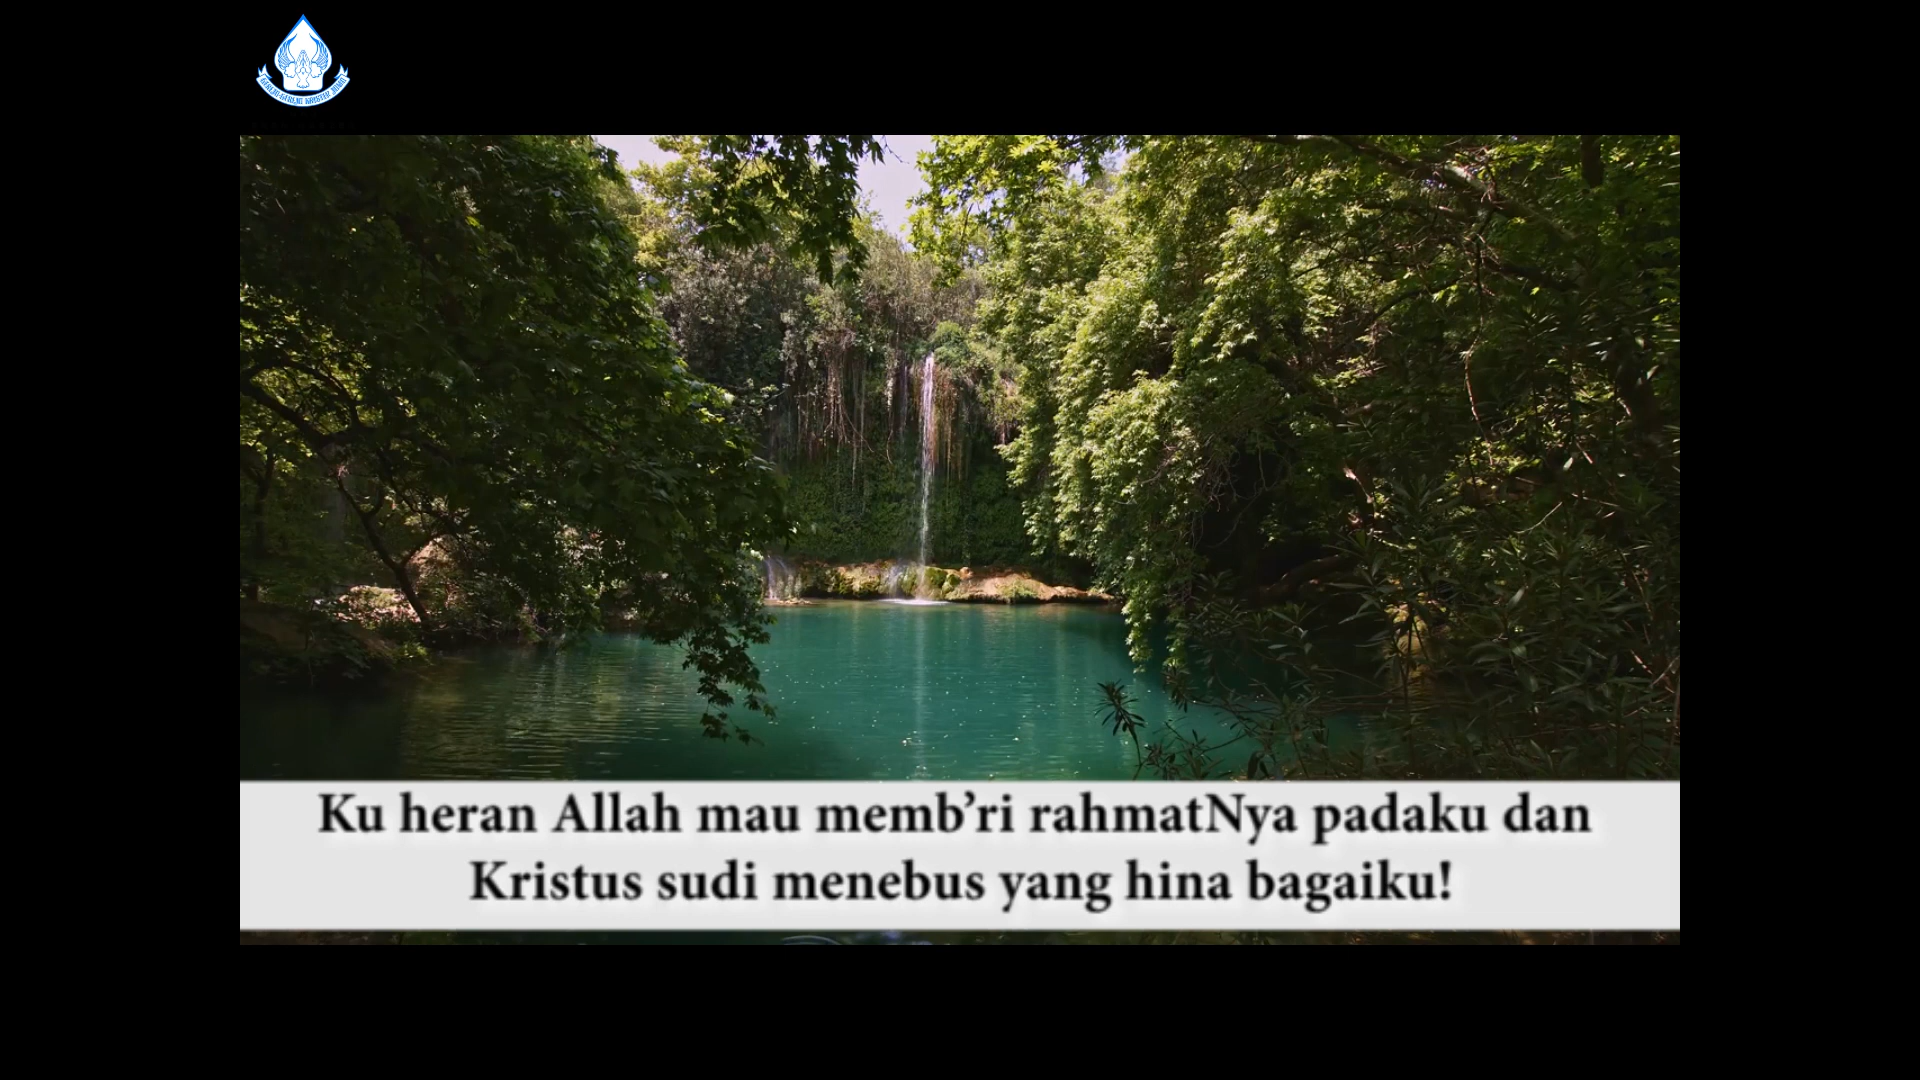 Ku heran Allah mau memb’ri rahmatNya padaku dan
Kristus sudi menebus yang hina bagaiku!